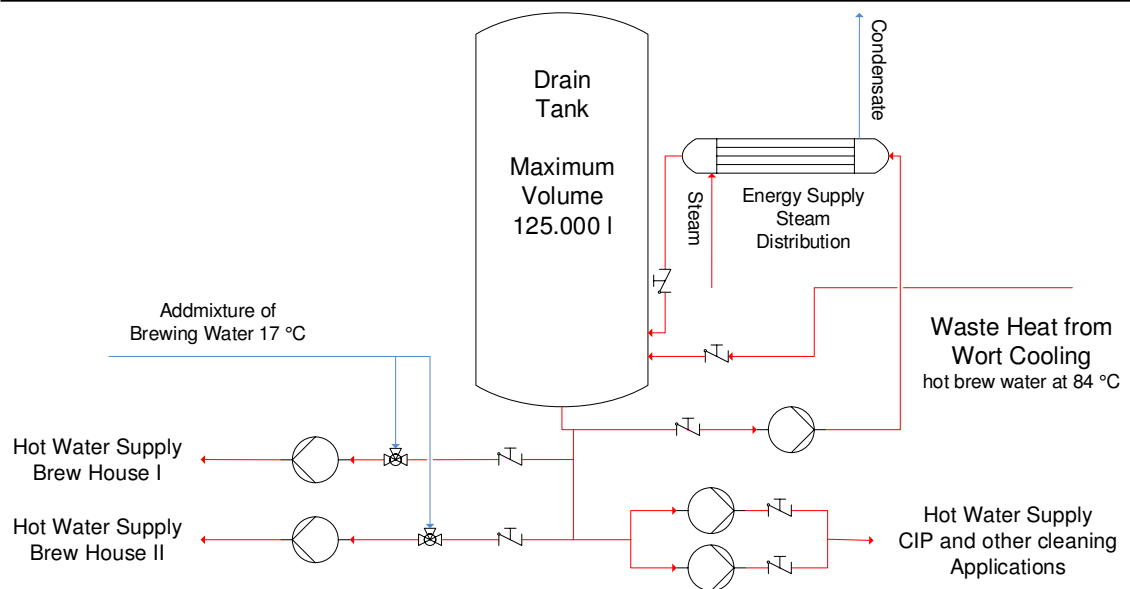 Drain
Tank
Maximum
Volume
125.000 l
Condensate
Steam
Energy Supply
Steam
Distribution
Addmixture of
Brewing Water 17 °C
Waste Heat from
Wort Cooling
hot brew water at 84 °C
Hot Water Supply
Brew House I
Hot Water Supply
Brew House II
Hot Water Supply
CIP and other cleaning
Applications